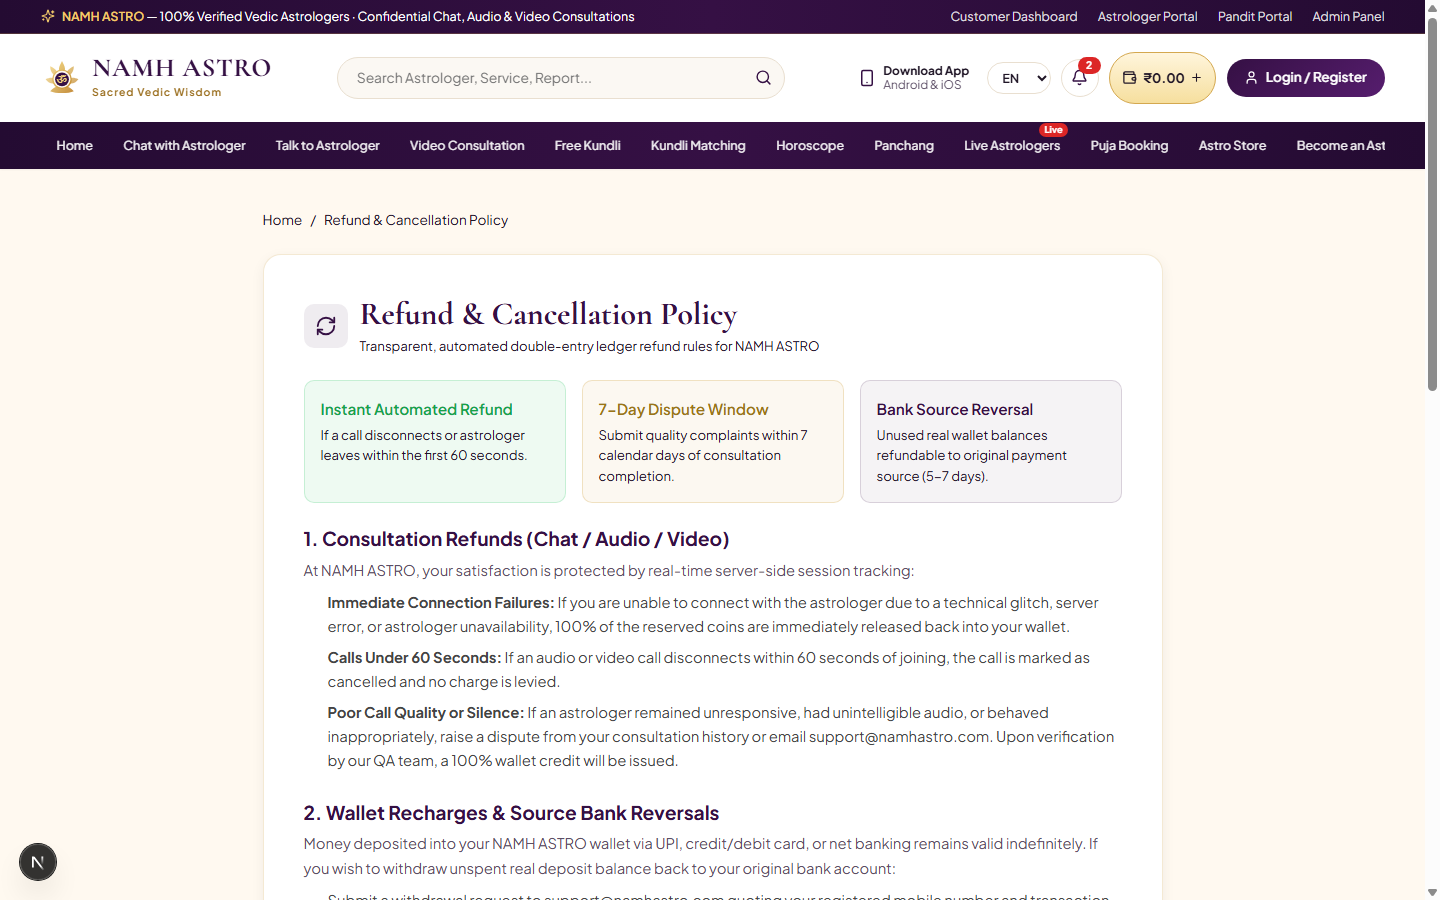 NAMH ASTRO — 100% Verified Vedic Astrologers · Confidential Chat, Audio & Video Consultations
Customer Dashboard Astrologer Portal Pandit Portal Admin Panel
NAMH ASTRO
Sacred Vedic Wisdom
Search Astrologer, Service, Report...
Download App
Android & iOS
EN
2
₹0.00 +
Login / Register
Live
Home Chat with Astrologer Talk to Astrologer Video Consultation Free Kundli Kundli Matching Horoscope Panchang Live Astrologers Puja Booking Astro Store Become an Ast
Home / Refund & Cancellation Policy
Refund & Cancellation Policy
Transparent, automated double-entry ledger refund rules for NAMH ASTRO
Instant Automated Refund
If a call disconnects or astrologer
leaves within the first 60 seconds.
7-Day Dispute Window
Submit quality complaints within 7
calendar days of consultation
completion.
Bank Source Reversal
Unused real wallet balances
refundable to original payment
source (5–7 days).
1. Consultation Refunds (Chat / Audio / Video)
At NAMH ASTRO, your satisfaction is protected by real-time server-side session tracking:
Immediate Connection Failures: If you are unable to connect with the astrologer due to a technical glitch, server
error, or astrologer unavailability, 100% of the reserved coins are immediately released back into your wallet.
Calls Under 60 Seconds: If an audio or video call disconnects within 60 seconds of joining, the call is marked as
cancelled and no charge is levied.
Poor Call Quality or Silence: If an astrologer remained unresponsive, had unintelligible audio, or behaved
inappropriately, raise a dispute from your consultation history or email support@namhastro.com. Upon verification
by our QA team, a 100% wallet credit will be issued.
2. Wallet Recharges & Source Bank Reversals
Money deposited into your NAMH ASTRO wallet via UPI, credit/debit card, or net banking remains valid indefinitely. If
you wish to withdraw unspent real deposit balance back to your original bank account:
Submit a withdrawal request to support@namhastro.com quoting your registered mobile number and transaction
N